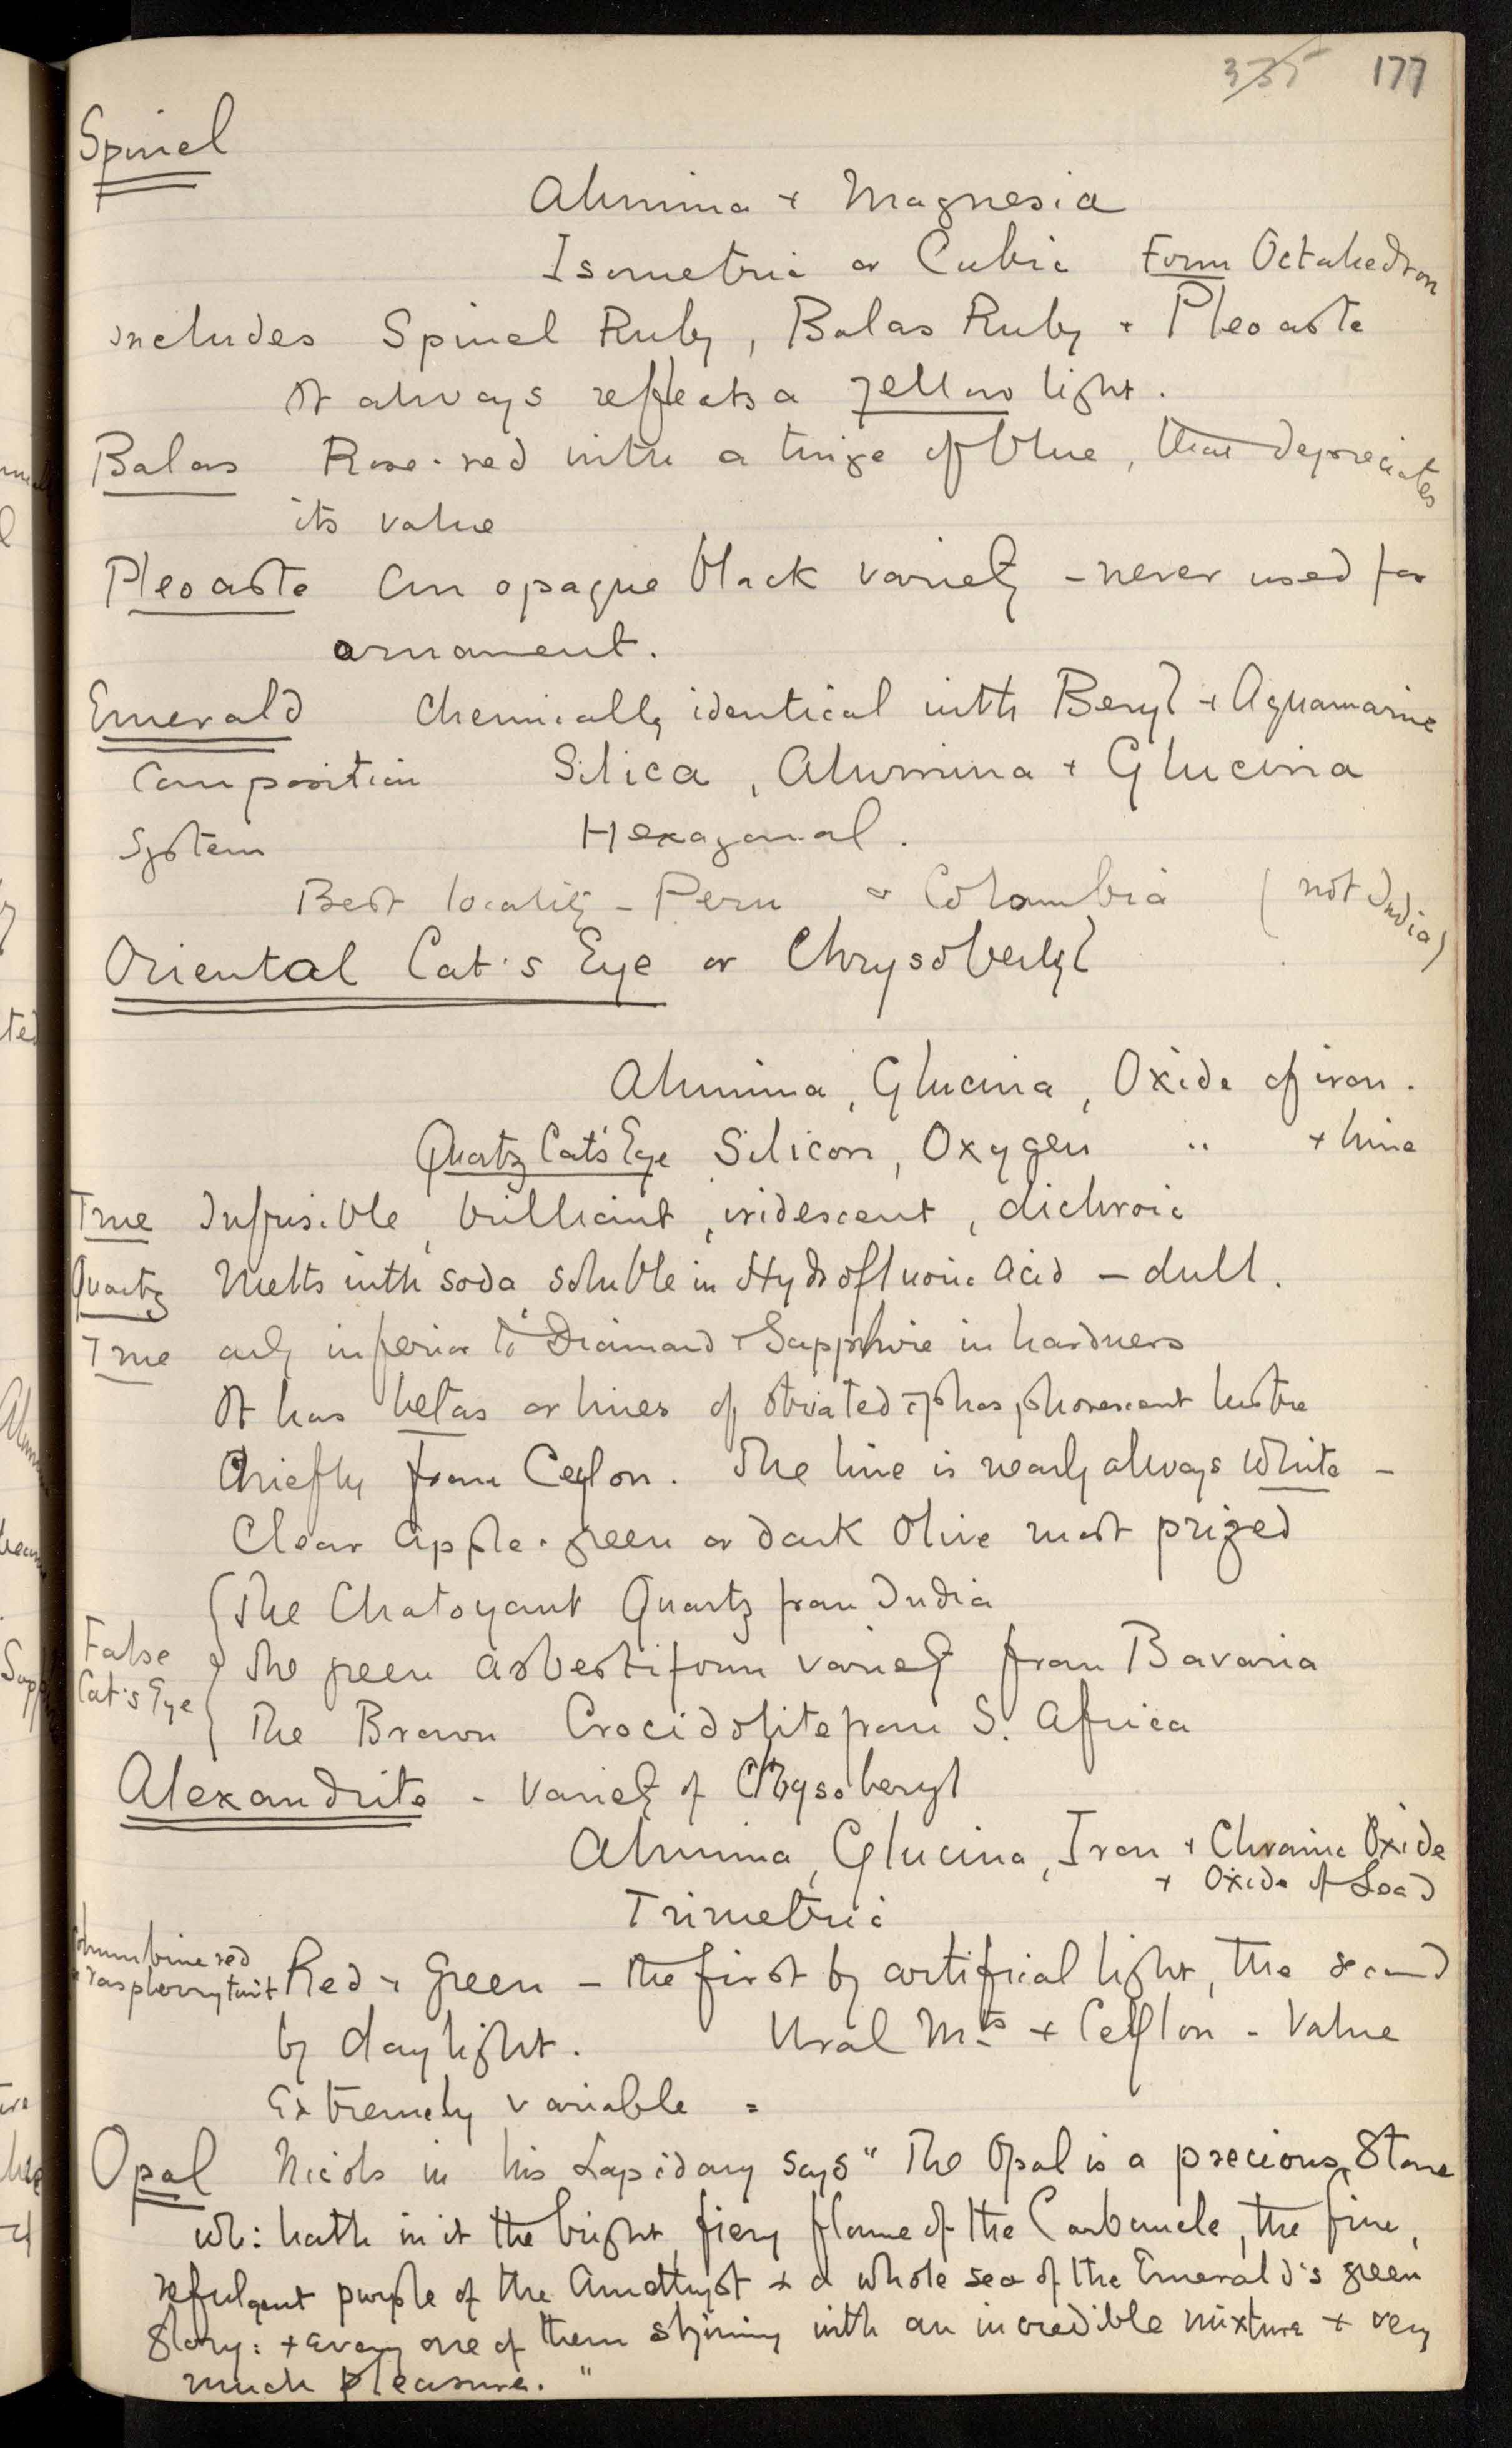 335 177
Spinel
Alumina + Magnesia
Isometric or Cubic Form Octahedron
includes Spinel Ruby, Balas Ruby + Pleoaste
It always reflects a yellow light.
Balas Rose-red with a tinge of blue, that depreciates
its value
Pleoaste An opaque black variety - never used for
ornament.
Emerald Chemically identical with Beryl + Aquamarine
Composition Silica, Alumina + Glucina
System Hexagonal.
Best locality - Peru or Colombia (not India)
Oriental Cat's Eye or Chrysoberyl
Alumina, Glucina, Oxide of iron.
Quartz Cat's Eye Silicon, Oxygen " + lime
True Infusible, brilliant, iridescent, dichroic
Quartz Melts with soda, soluble in Hydrofluoric acid - dull.
True only inferior to Diamond + Sapphire in hardness
It has betas or lines of striated phosphorescent lustre
Chiefly from Ceylon. The line is nearly always white -
Clear apple-green or dark Olive most prized
The Chatoyant Quartz from India
False Cat's Eye The green asbestiform variety from Bavaria
The Brown Crocidolite from S. Africa
Alexandrite - variety of Chrysoberyl
Alumina, Glucina, Iron + Chromic Oxide
+ Oxide of Lead
Trimetric
Columbine red
+ raspberry tint Red + Green - the first by artificial light, the second
by daylight. Ural Mts + Ceylon - Value
Extremely variable =
Opal Nicols in his Lapidary says "The Opal is a precious Stone
wh: hath in it the bright fiery flame of the Carbuncle, the fine,
refulgent purple of the Amethyst + a whole sea of the Emerald's green
glory: + every one of them shining with an incredible mixture + very
much pleasure."